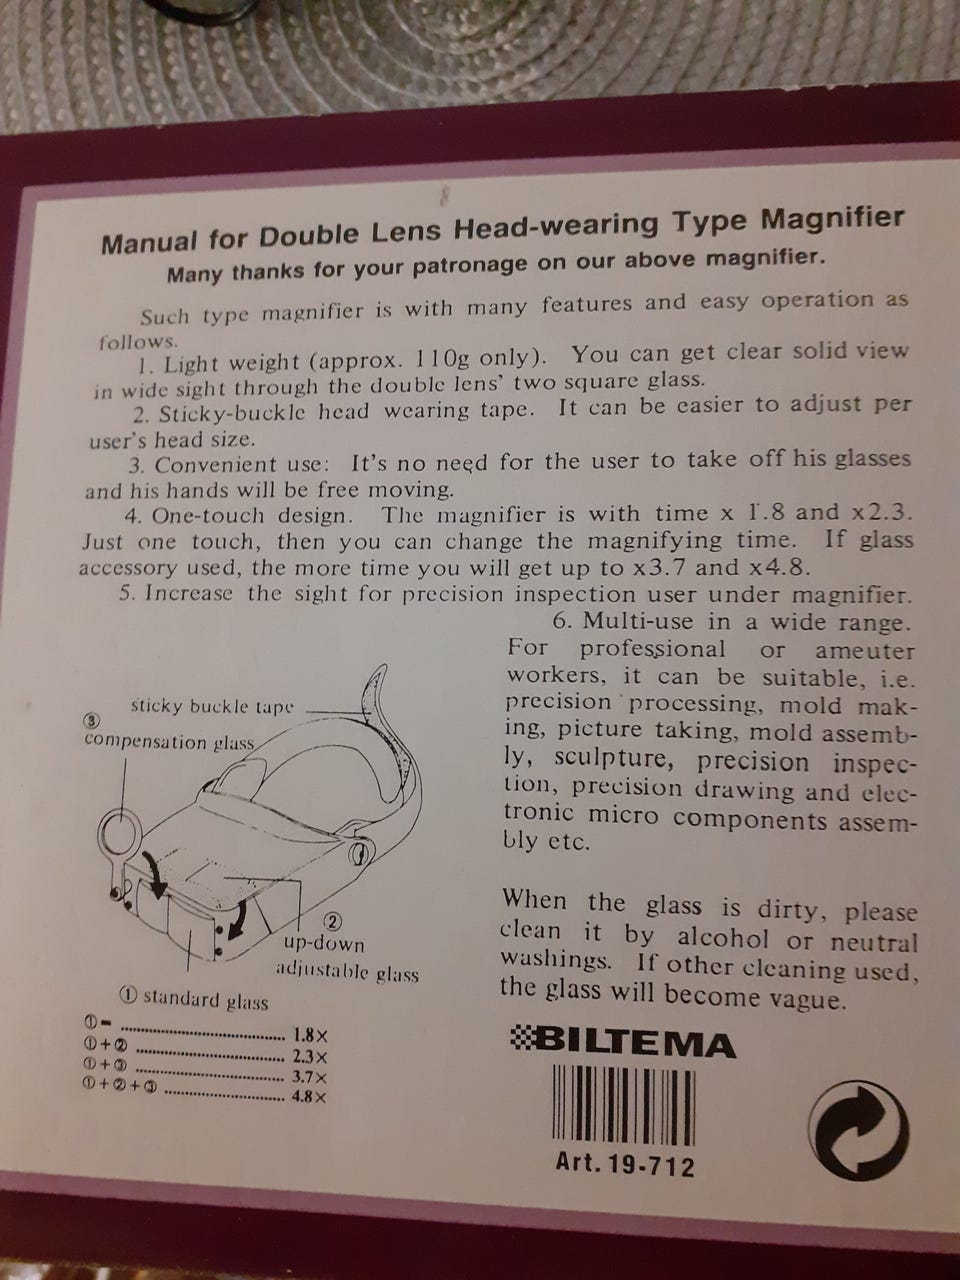 Manual for Double Lens Head-wearing Type Magnifier
Many thanks for your patronage on our above magnifier.
Such type magnifier is with many features and easy operation as
follows.
1. Light weight (approx. 110g only). You can get clear solid view
in wide sight through the double lens' two square glass.
2. Sticky-buckle head wearing tape. It can be easier to adjust per
user's head size.
3. Convenient use: It's no need for the user to take off his glasses
and his hands will be free moving.
4. One-touch design. The magnifier is with time x 1.8 and x2.3.
Just one touch, then you can change the magnifying time. If glass
accessory used, the more time you will get up to x3.7 and x4.8.
5. Increase the sight for precision inspection user under magnifier.
6. Multi-use in a wide range.
For professional or ameuter
workers, it can be suitable, i.e.
precision processing, mold mak-
ing, picture taking, mold assemb-
ly, sculpture, precision inspec-
tion, precision drawing and elec-
tronic micro components assem-
bly etc.
When the glass is dirty, please
clean it by alcohol or neutral
washings. If other cleaning used,
the glass will become vague.
sticky buckle tape
③
compensation glass
②
up-down
adjustable glass
① standard glass
①- .......... 1.8×
①+② .......... 2.3×
①+③ .......... 3.7×
①+②+③ .......... 4.8×
BILTEMA
Art. 19-712